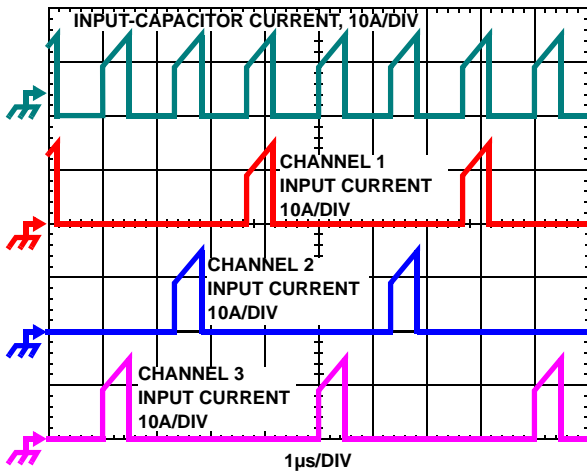 INPUT-CAPACITOR CURRENT, 10A/DIV
CHANNEL 1
INPUT CURRENT
10A/DIV
CHANNEL 2
INPUT CURRENT
10A/DIV
CHANNEL 3
INPUT CURRENT
10A/DIV
1µs/DIV